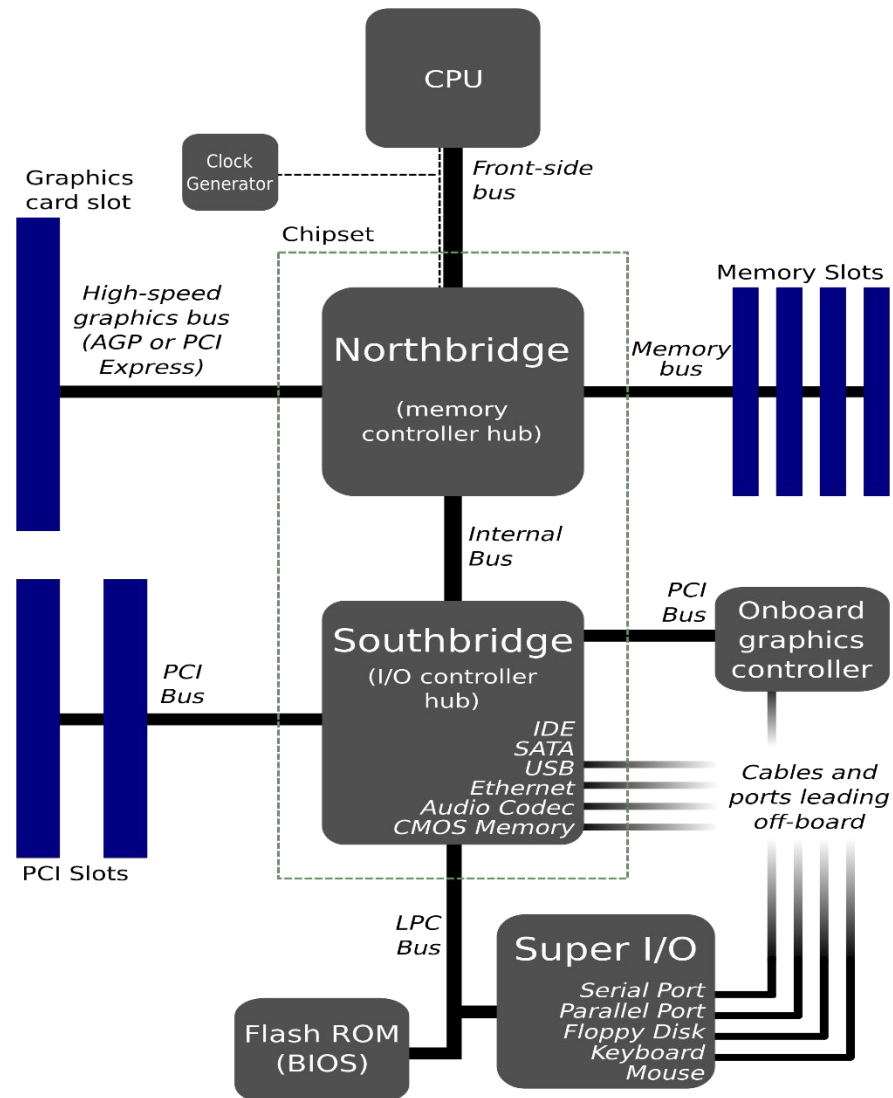 CPU
Clock
Generator
Front-side
bus
Graphics
card slot
Chipset
High-speed
graphics bus
(AGP or PCI
Express)
Northbridge
(memory
controller hub)
Memory
bus
Memory Slots
Internal
Bus
PCI
Bus
Onboard
graphics
controller
Southbridge
(I/O controller
hub)
PCI
Bus
IDE
SATA
USB
Ethernet
Audio Codec
CMOS Memory
Cables and
ports leading
off-board
PCI Slots
LPC
Bus
Super I/O
Serial Port
Parallel Port
Floppy Disk
Keyboard
Mouse
Flash ROM
(BIOS)